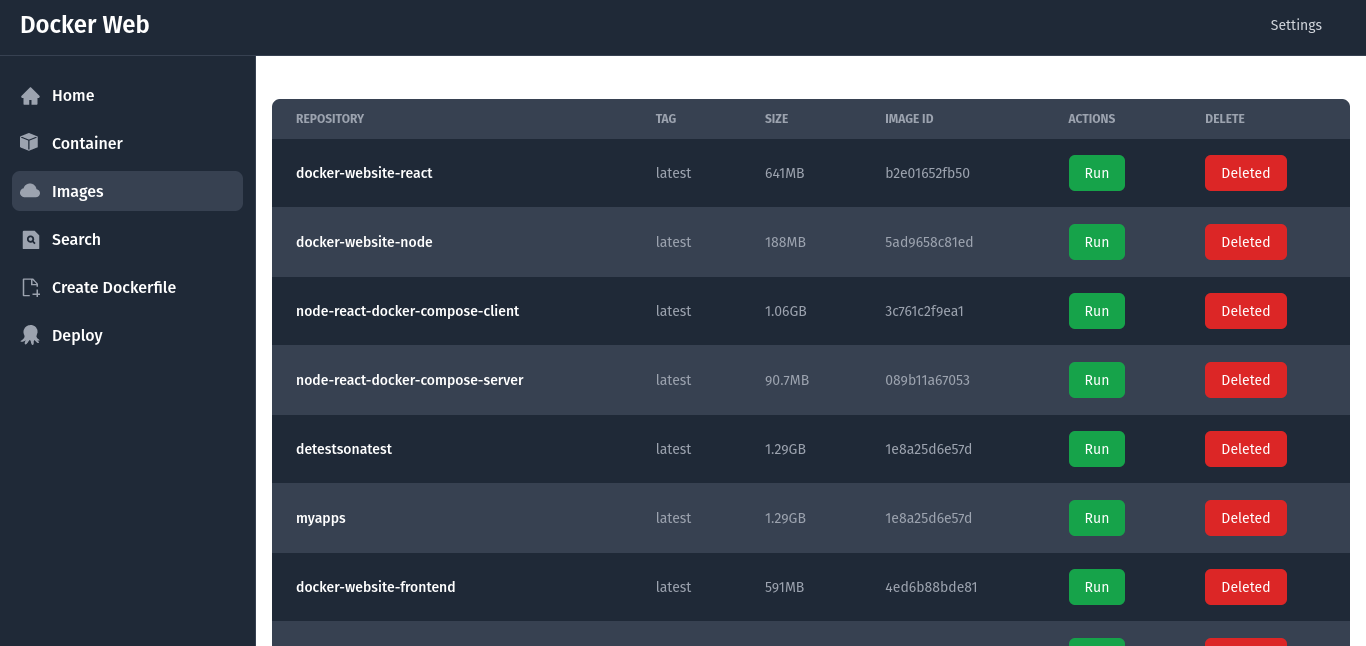 Docker Web
Settings
Home
Container
Images
Search
Create Dockerfile
Deploy
REPOSITORY TAG SIZE IMAGE ID ACTIONS DELETE
docker-website-react latest 641MB b2e01652fb50 Run Deleted
docker-website-node latest 188MB 5ad9658c81ed Run Deleted
node-react-docker-compose-client latest 1.06GB 3c761c2f9ea1 Run Deleted
node-react-docker-compose-server latest 90.7MB 089b11a67053 Run Deleted
detestsonatest latest 1.29GB 1e8a25d6e57d Run Deleted
myapps latest 1.29GB 1e8a25d6e57d Run Deleted
docker-website-frontend latest 591MB 4ed6b88bde81 Run Deleted